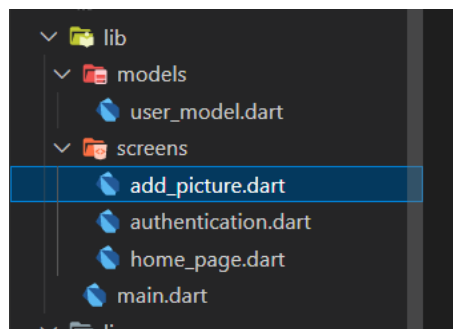 lib
models
user_model.dart
screens
add_picture.dart
authentication.dart
home_page.dart
main.dart